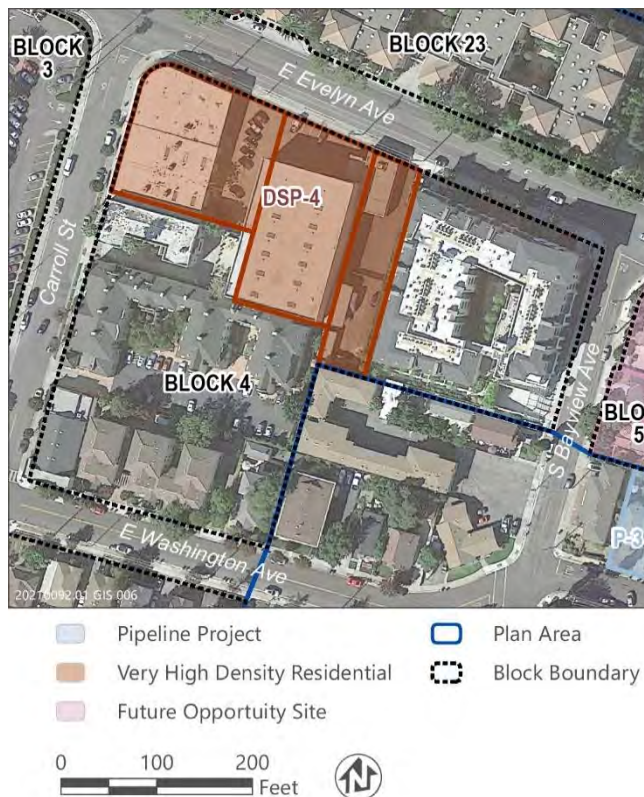 BLOCK
3
BLOCK 23
E Evelyn Ave
DSP-4
Carroll St
BLOCK 4
S Bayview Ave
BLO
5
P-3
E Washington Ave
20210092.01 GIS 006
Pipeline Project
Plan Area
Very High Density Residential
Block Boundary
Future Opportuity Site
0 100 200
Feet
N